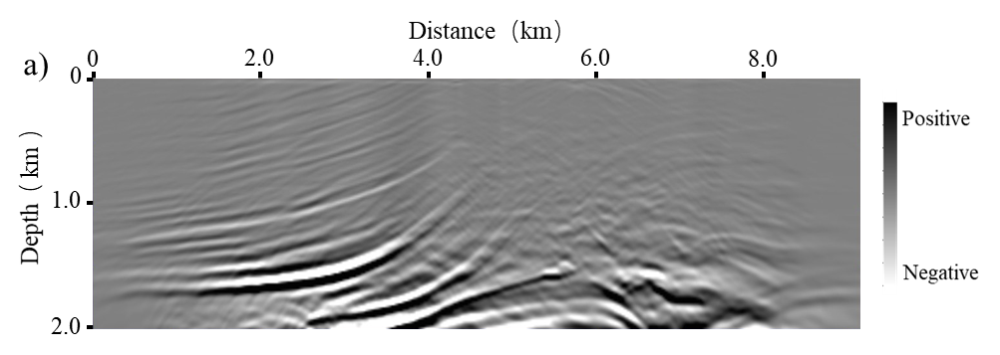 Distance （km）
0 2.0 4.0 6.0 8.0
a)
0
Depth（km）
1.0
2.0
Positive
Negative